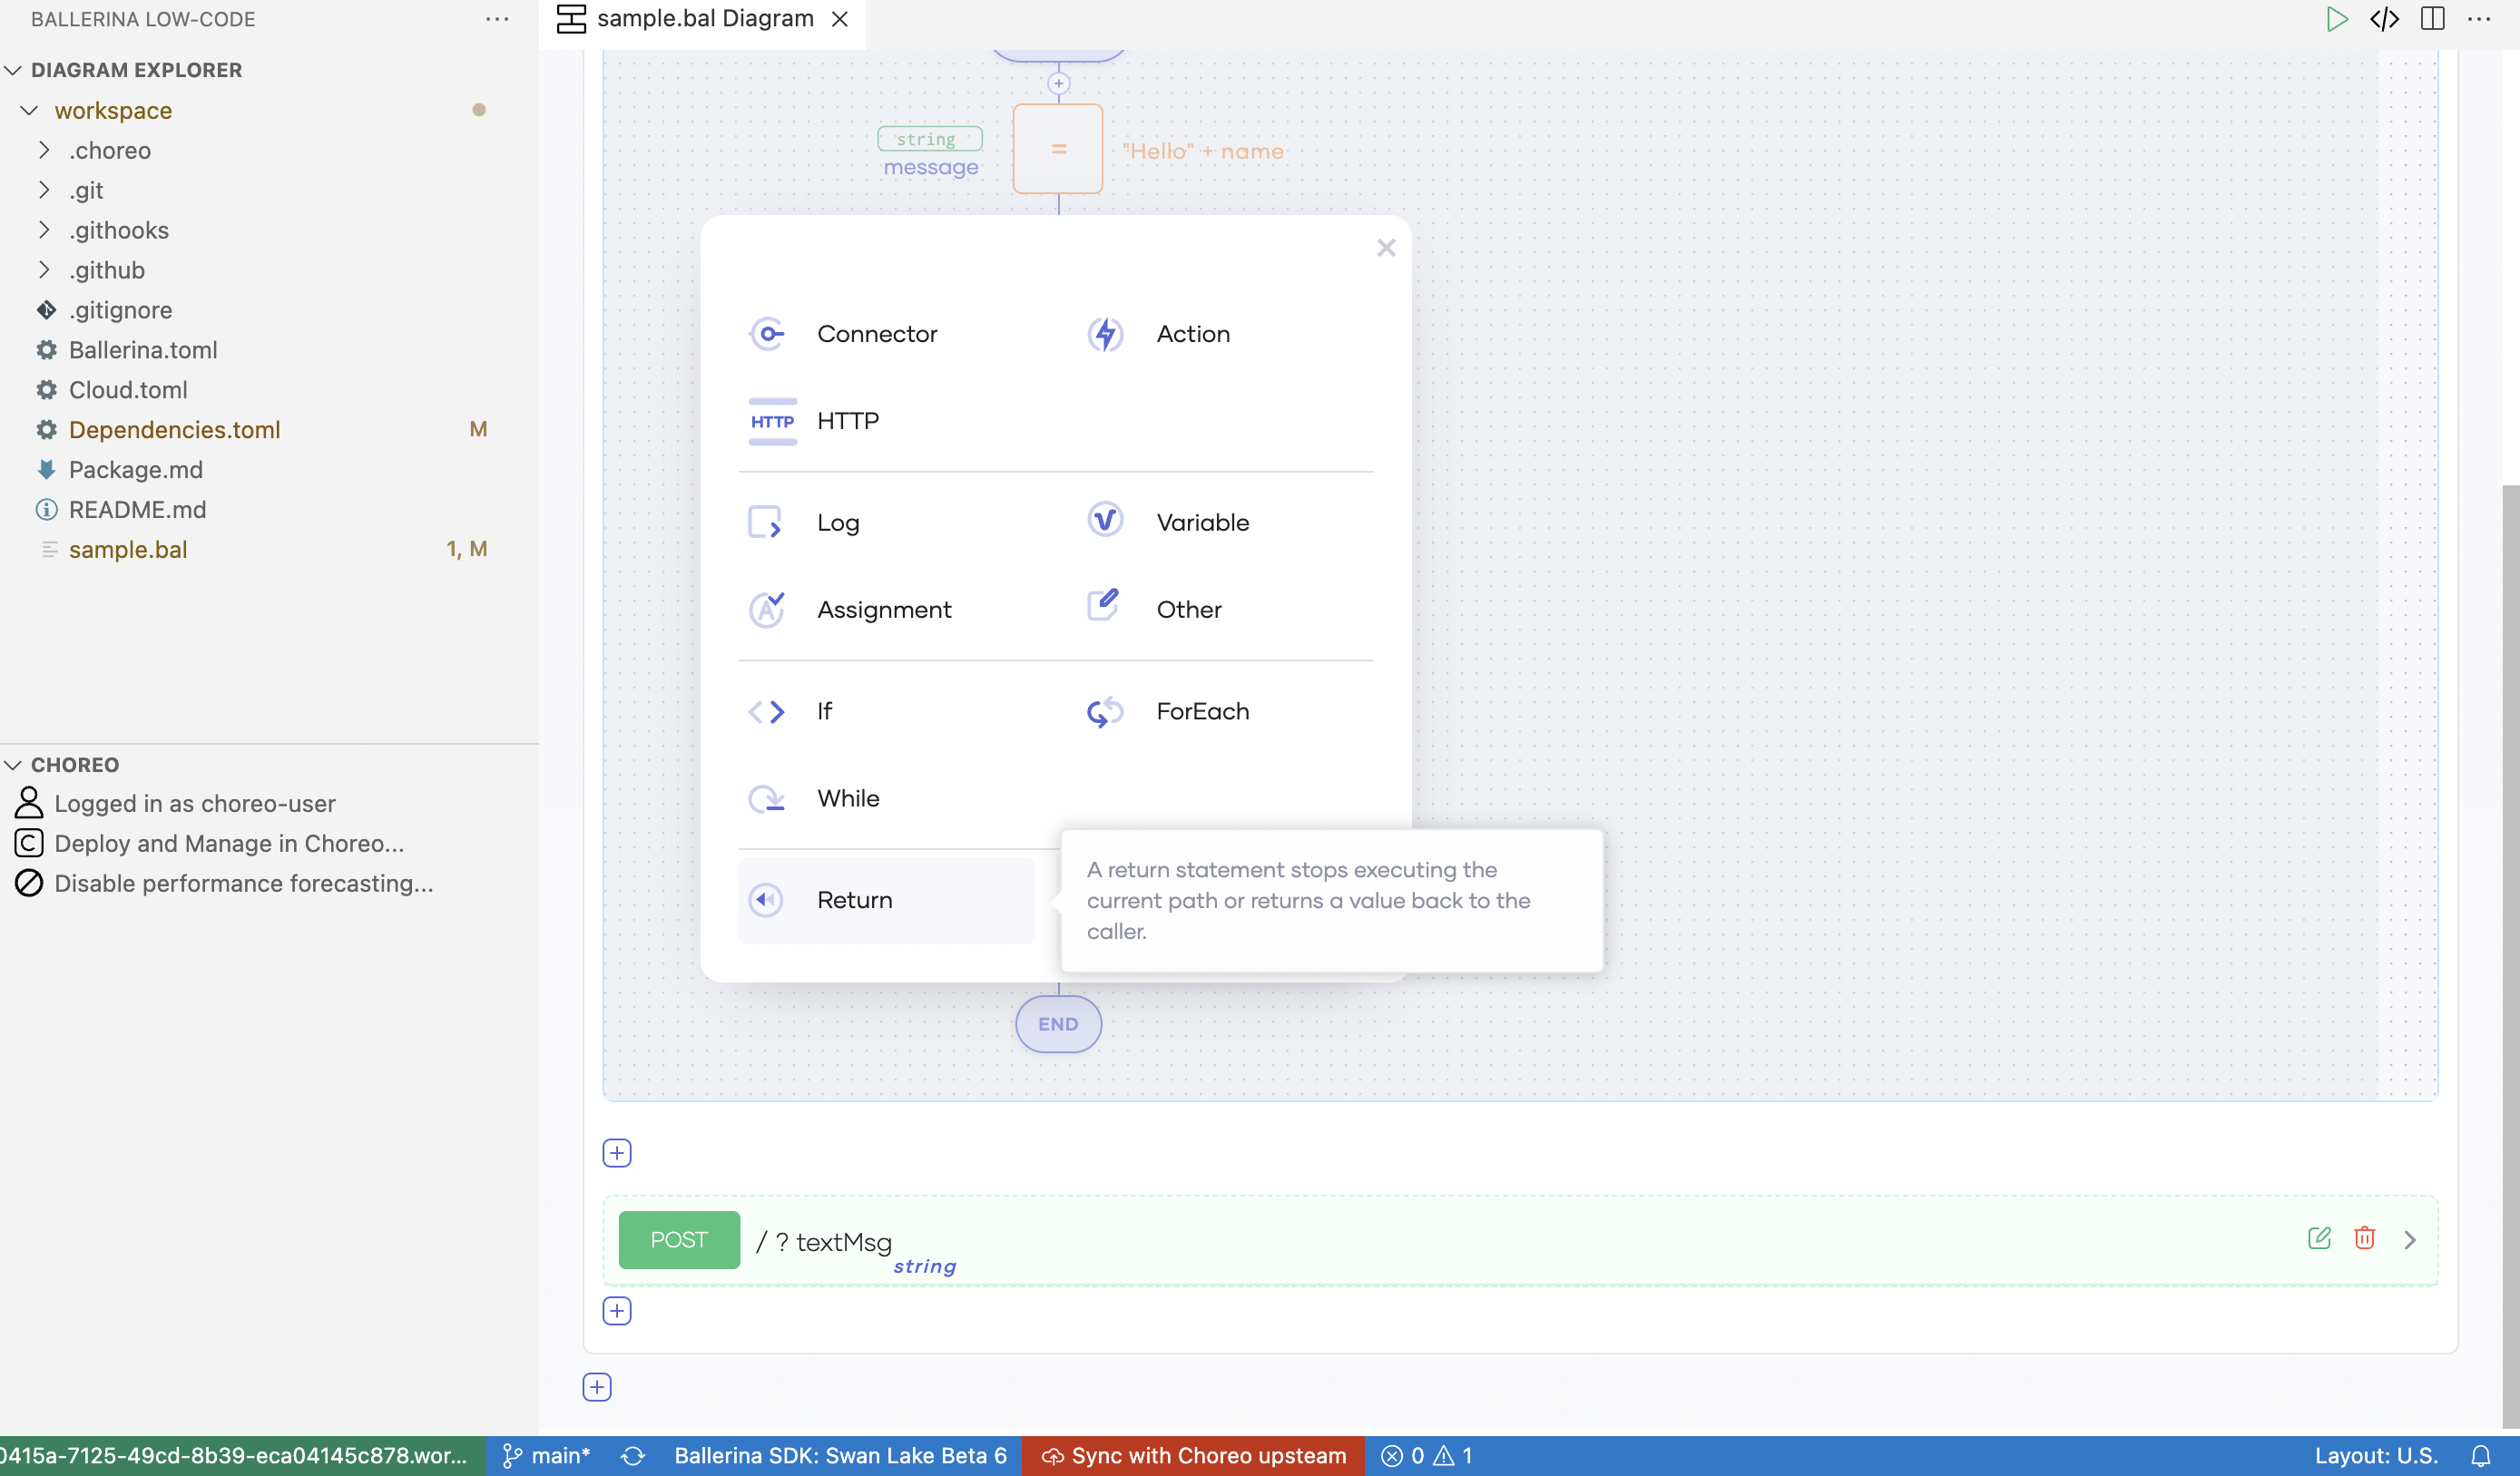 BALLERINA LOW-CODE
DIAGRAM EXPLORER
workspace
.choreo
.git
.githooks
.github
.gitignore
Ballerina.toml
Cloud.toml
Dependencies.toml M
Package.md
README.md
sample.bal 1, M
CHOREO
Logged in as choreo-user
Deploy and Manage in Choreo...
Disable performance forecasting...
sample.bal Diagram
string
message
=
"Hello" + name
Connector
Action
HTTP HTTP
Log
Variable
Assignment
Other
If
ForEach
While
Return
A return statement stops executing the
current path or returns a value back to the
caller.
END
POST / ? textMsg string
0415a-7125-49cd-8b39-eca04145c878.wor... main* Ballerina SDK: Swan Lake Beta 6 Sync with Choreo upsteam 0 1 Layout: U.S.